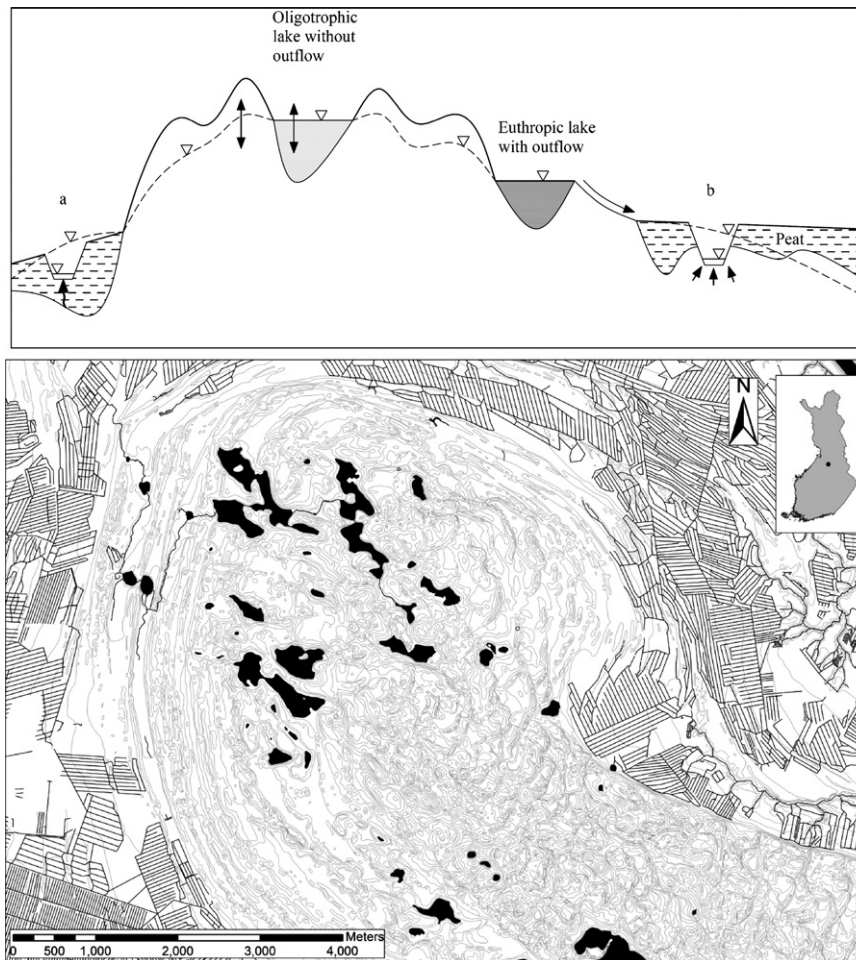 Oligotrophic
lake without
outflow
Euthropic lake
with outflow
a
b
Peat
N
Meters
0 500 1,000 2,000 3,000 4,000